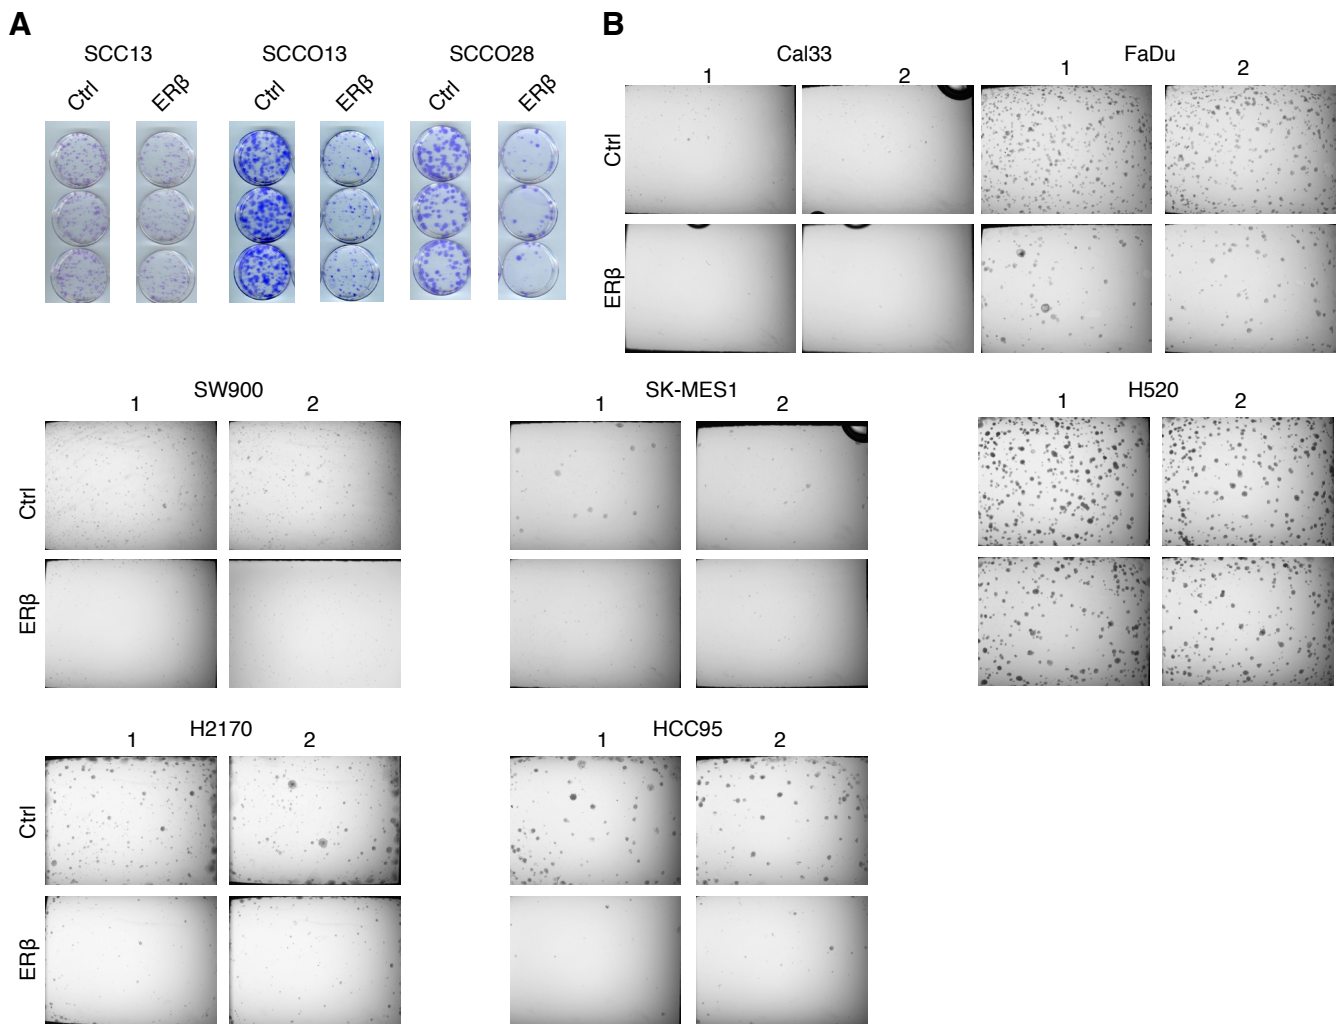 A
B
SCC13 SCCO13 SCCO28
Ctrl ERβ Ctrl ERβ Ctrl ERβ
Cal33 FaDu
1 2 1 2
Ctrl
ERβ
SW900 SK-MES1 H520
1 2 1 2 1 2
Ctrl
ERβ
H2170 HCC95
1 2 1 2
Ctrl
ERβ